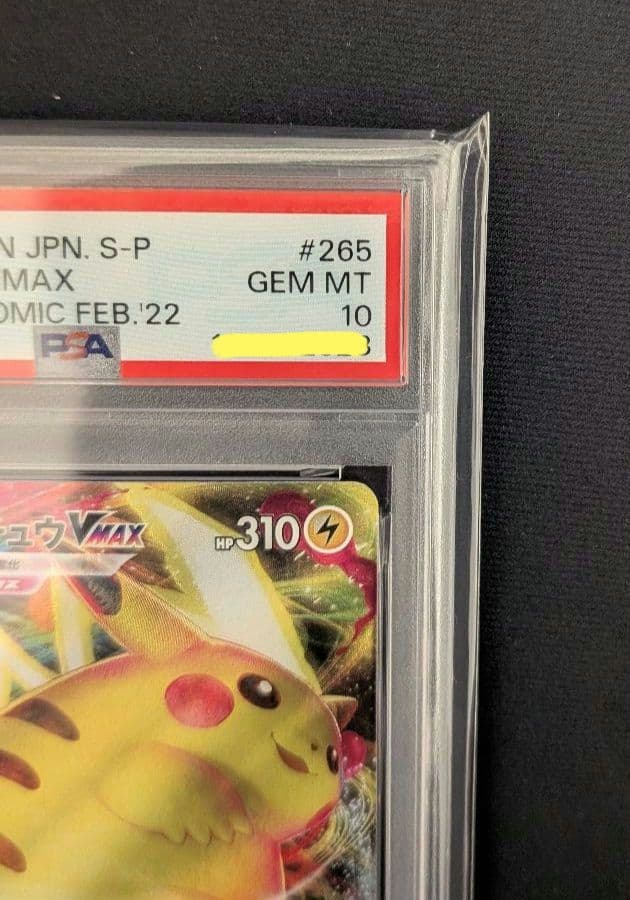 N JPN. S-P #265
MAX GEM MT
OMIC FEB.'22 10
PSA
ュウVMAX HP310